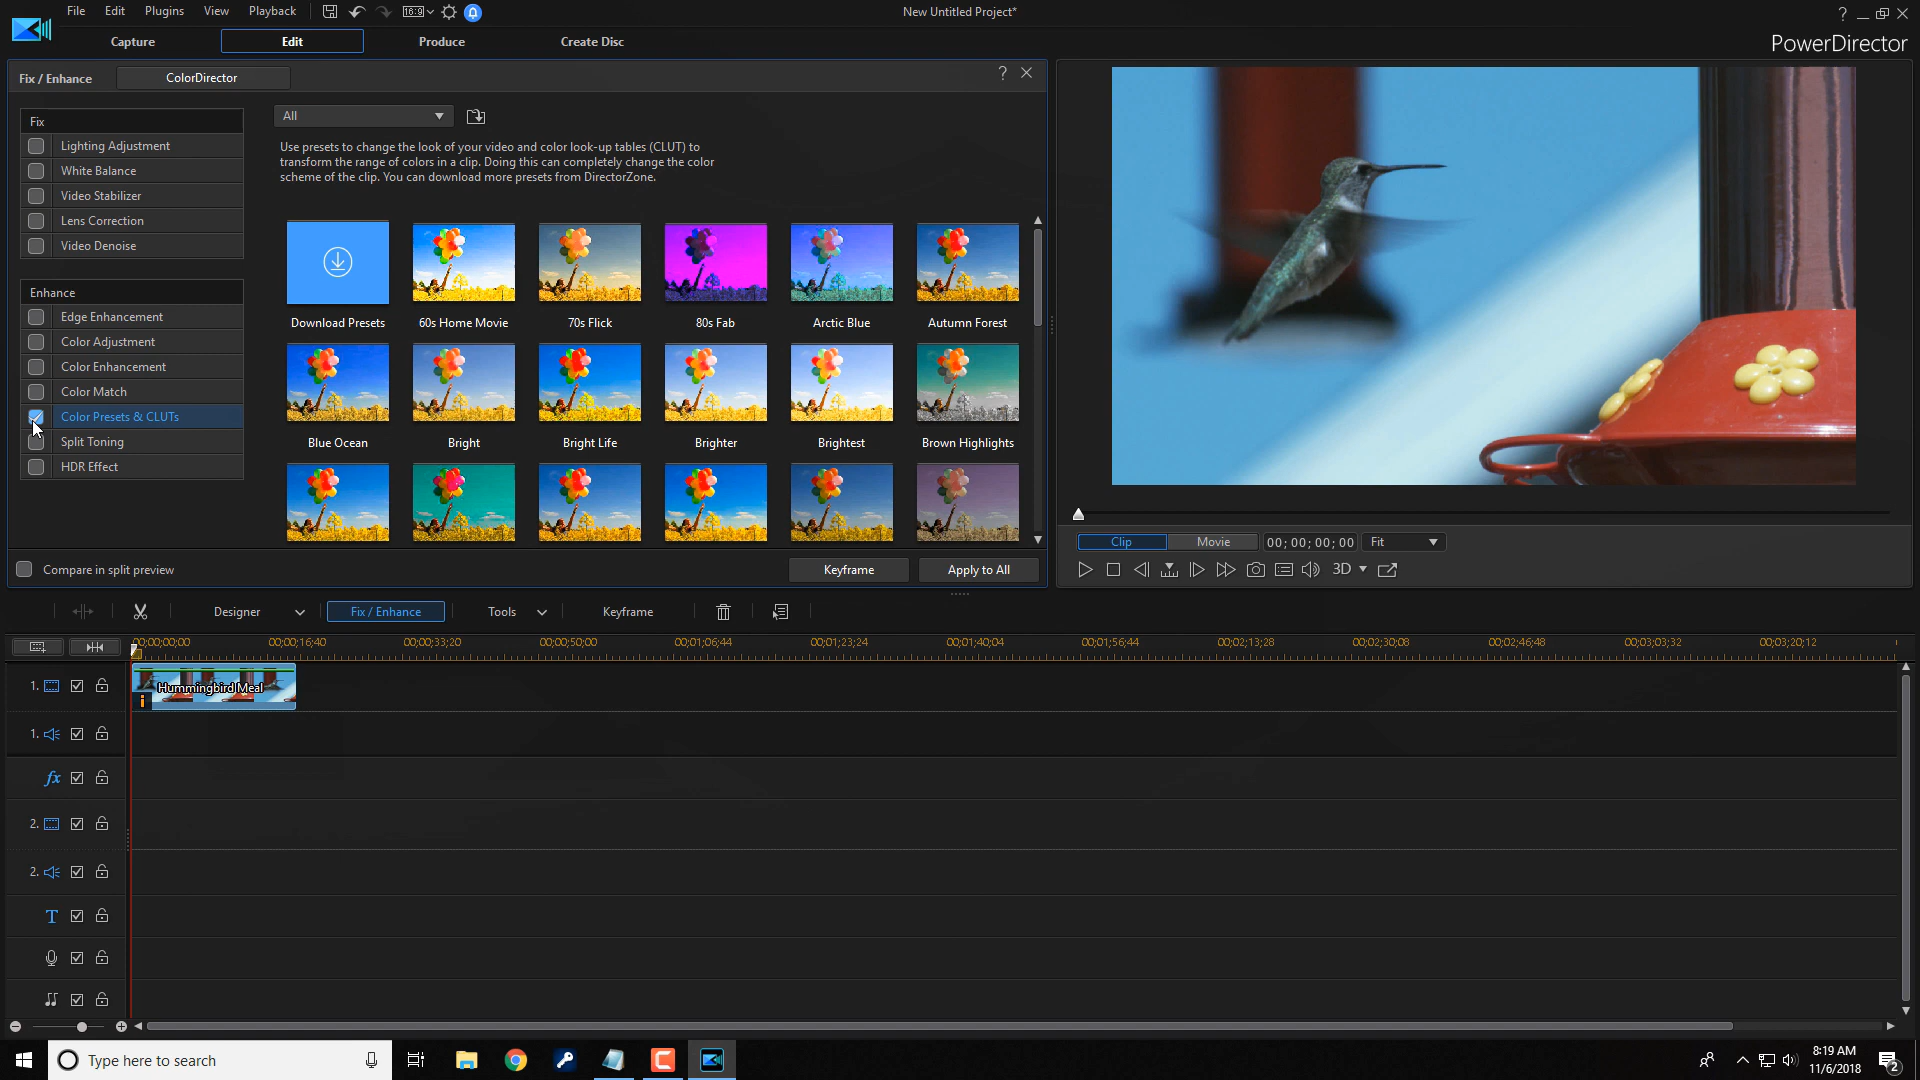 File Edit Plugins View Playback 16:9 New Untitled Project* ?
Capture Edit Produce Create Disc PowerDirector
Fix / Enhance ColorDirector ?
Fix
Lighting Adjustment
White Balance
Video Stabilizer
Lens Correction
Video Denoise
Enhance
Edge Enhancement
Color Adjustment
Color Enhancement
Color Match
Color Presets & CLUTs
Split Toning
HDR Effect
All
Use presets to change the look of your video and color look-up tables (CLUT) to
transform the range of colors in a clip. Doing this can completely change the color
scheme of the clip. You can download more presets from DirectorZone.
Download Presets 60s Home Movie 70s Flick 80s Fab Arctic Blue Autumn Forest
Blue Ocean Bright Bright Life Brighter Brightest Brown Highlights
Compare in split preview Keyframe Apply to All
Clip Movie 00; 00; 00; 00 Fit
3D
Designer Fix / Enhance Tools Keyframe
00;00;00;00 00;00;16;40 00;00;33;20 00;00;50;00 00;01;06;44 00;01;23;24 00;01;40;04 00;01;56;44 00;02;13;28 00;02;30;08 00;02;46;48 00;03;03;32 00;03;20;12
1. Hummingbird Meal
i
1.
fx
2.
2.
T
Type here to search
8:19 AM
11/6/2018
2